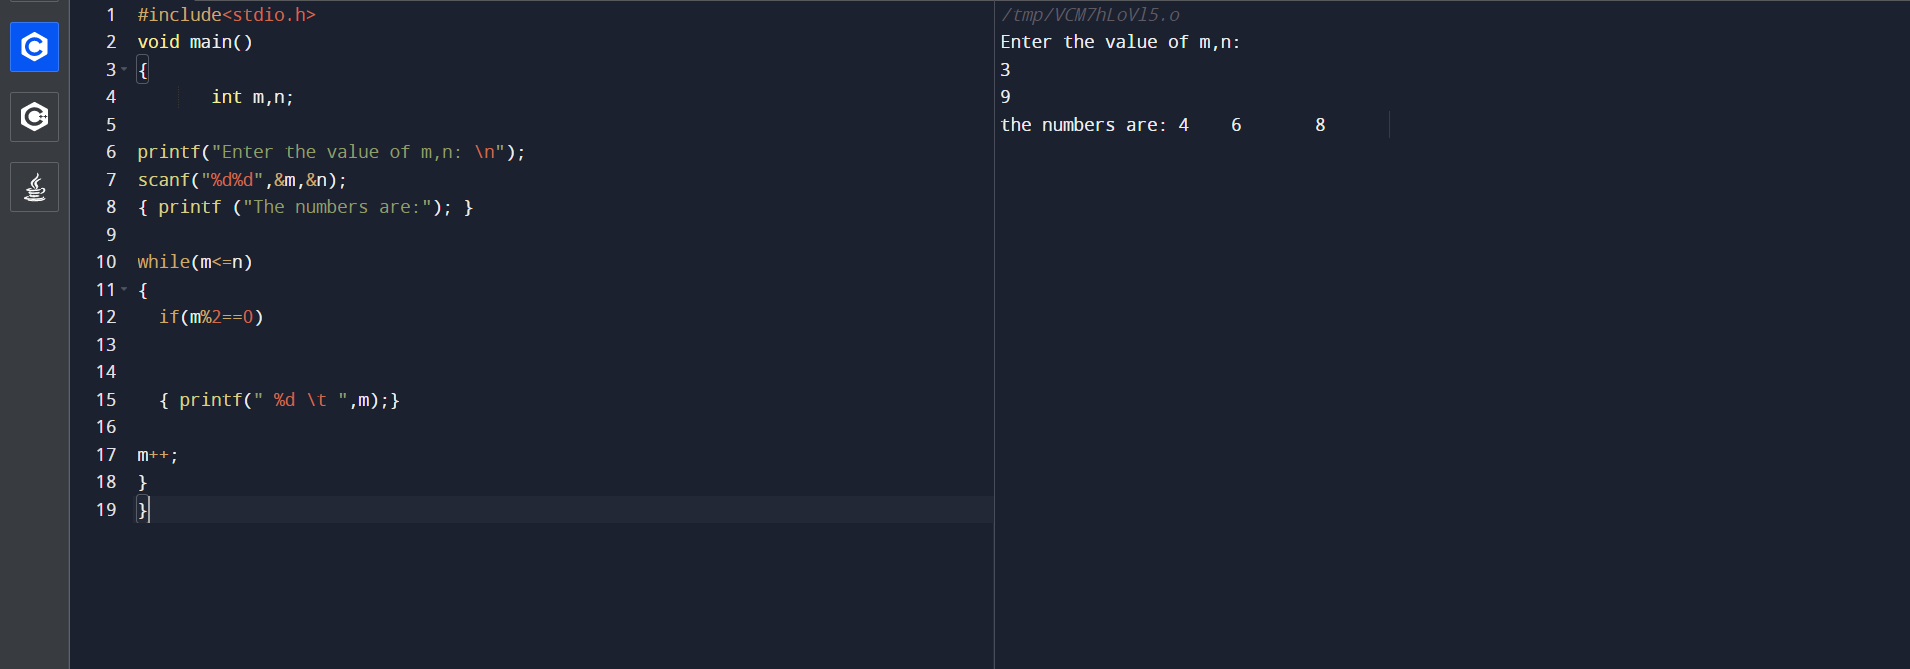 1 #include<stdio.h>
2 void main()
3 {
4 int m,n;
5
6 printf("Enter the value of m,n: \n");
7 scanf("%d%d",&m,&n);
8 { printf ("The numbers are:"); }
9
10 while(m<=n)
11 {
12 if(m%2==0)
13
14
15 { printf(" %d \t ",m);}
16
17 m++;
18 }
19 }
/tmp/VCM7hLoVl5.o
Enter the value of m,n:
3
9
the numbers are: 4 6 8